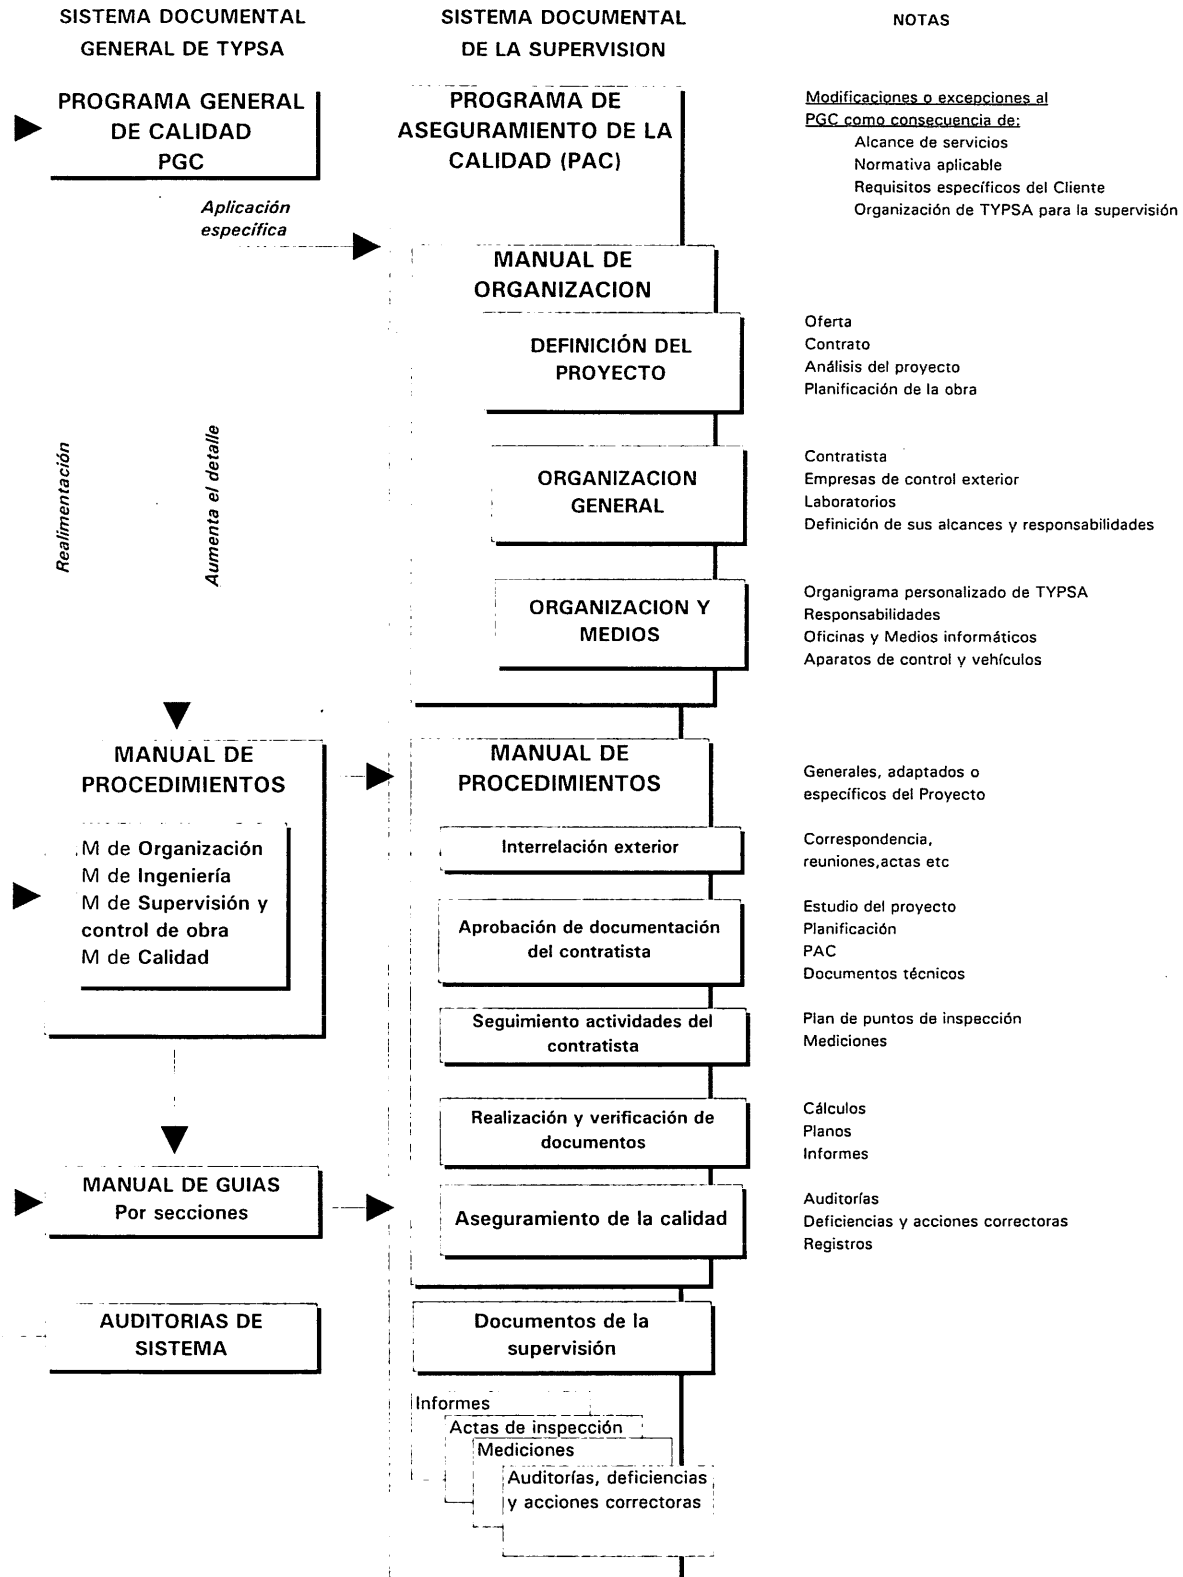 SISTEMA DOCUMENTAL
GENERAL DE TYPSA
SISTEMA DOCUMENTAL
DE LA SUPERVISION
NOTAS
PROGRAMA GENERAL
DE CALIDAD
PGC
PROGRAMA DE
ASEGURAMIENTO DE LA
CALIDAD (PAC)
Modificaciones o excepciones al
PGC como consecuencia de:
Alcance de servicios
Normativa aplicable
Requisitos específicos del Cliente
Organización de TYPSA para la supervisión
Aplicación
específica
MANUAL DE
ORGANIZACION
DEFINICIÓN DEL
PROYECTO
Oferta
Contrato
Análisis del proyecto
Planificación de la obra
Realimentación
Aumenta el detalle
ORGANIZACION
GENERAL
Contratista
Empresas de control exterior
Laboratorios
Definición de sus alcances y responsabilidades
ORGANIZACION Y
MEDIOS
Organigrama personalizado de TYPSA
Responsabilidades
Oficinas y Medios informáticos
Aparatos de control y vehículos
MANUAL DE
PROCEDIMIENTOS
M de Organización
M de Ingeniería
M de Supervisión y
control de obra
M de Calidad
MANUAL DE
PROCEDIMIENTOS
Generales, adaptados o
específicos del Proyecto
Interrelación exterior
Correspondencia,
reuniones,actas etc
Aprobación de documentación
del contratista
Estudio del proyecto
Planificación
PAC
Documentos técnicos
Seguimiento actividades del
contratista
Plan de puntos de inspección
Mediciones
Realización y verificación de
documentos
Cálculos
Planos
Informes
MANUAL DE GUIAS
Por secciones
Aseguramiento de la calidad
Auditorías
Deficiencias y acciones correctoras
Registros
AUDITORIAS DE
SISTEMA
Documentos de la
supervisión
Informes
Actas de inspección
Mediciones
Auditorías, deficiencias
y acciones correctoras